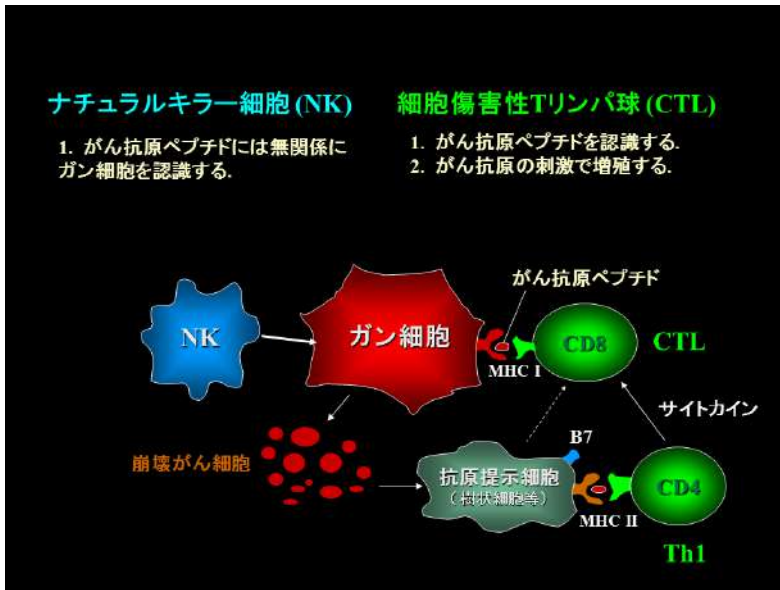 ナチュラルキラー細胞 (NK)
1. がん抗原ペプチドには無関係に
ガン細胞を認識する.
細胞傷害性Tリンパ球 (CTL)
1. がん抗原ペプチドを認識する.
2. がん抗原の刺激で増殖する.
がん抗原ペプチド
NK
ガン細胞
MHC I
CD8
CTL
サイトカイン
崩壊がん細胞
B7
抗原提示細胞
(樹状細胞等)
MHC II
CD4
Th1